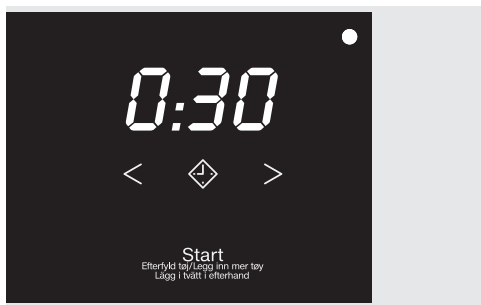 0:30
< >
Start
Efterfyld tøj/Legg inn mer tøy
Lägg i tvätt i efterhand